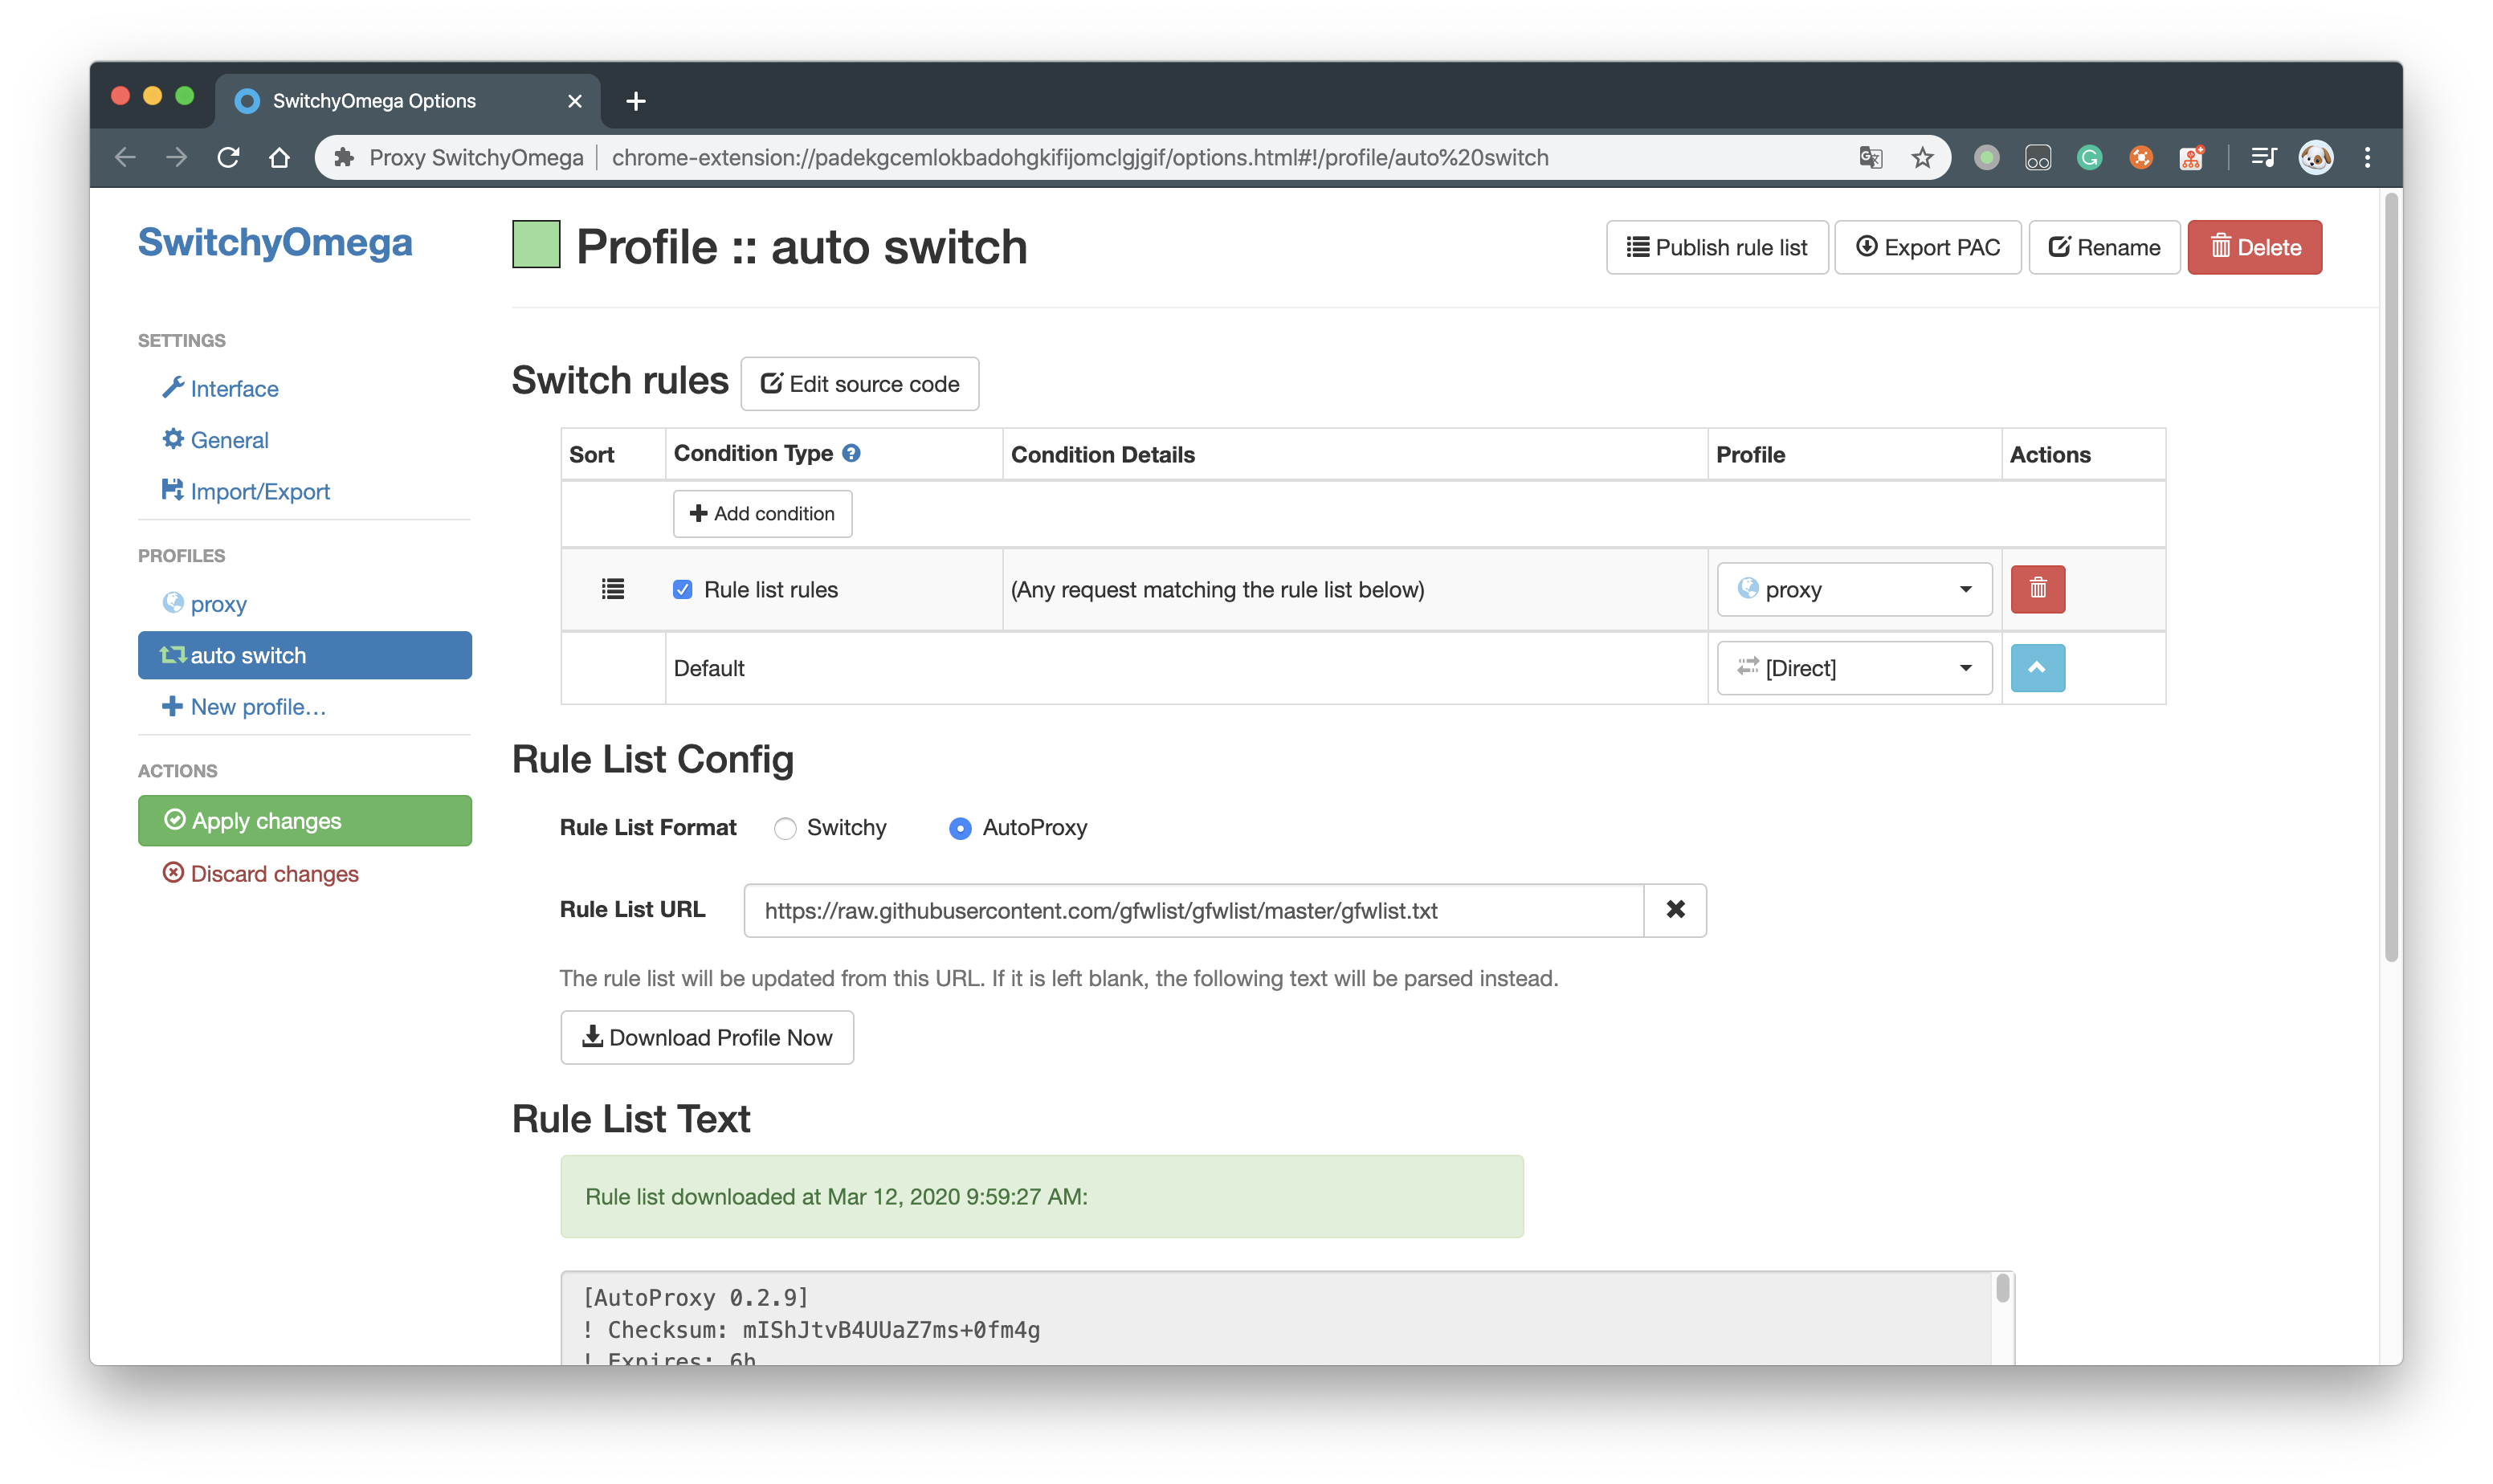 SwitchyOmega Options
Proxy SwitchyOmega | chrome-extension://padekgcemlokbadohgkifijomclgjgif/options.html#!/profile/auto%20switch
SwitchyOmega
Profile :: auto switch
Publish rule list
Export PAC
Rename
Delete
SETTINGS
Interface
General
Import/Export
PROFILES
proxy
auto switch
New profile…
ACTIONS
Apply changes
Discard changes
Switch rules
Edit source code
Sort Condition Type Condition Details Profile Actions
Add condition
Rule list rules (Any request matching the rule list below) proxy
Default [Direct]
Rule List Config
Rule List Format Switchy AutoProxy
Rule List URL https://raw.githubusercontent.com/gfwlist/gfwlist/master/gfwlist.txt
The rule list will be updated from this URL. If it is left blank, the following text will be parsed instead.
Download Profile Now
Rule List Text
Rule list downloaded at Mar 12, 2020 9:59:27 AM:
[AutoProxy 0.2.9]
! Checksum: mIShJtvB4UUaZ7ms+0fm4g
! Expires: 6h